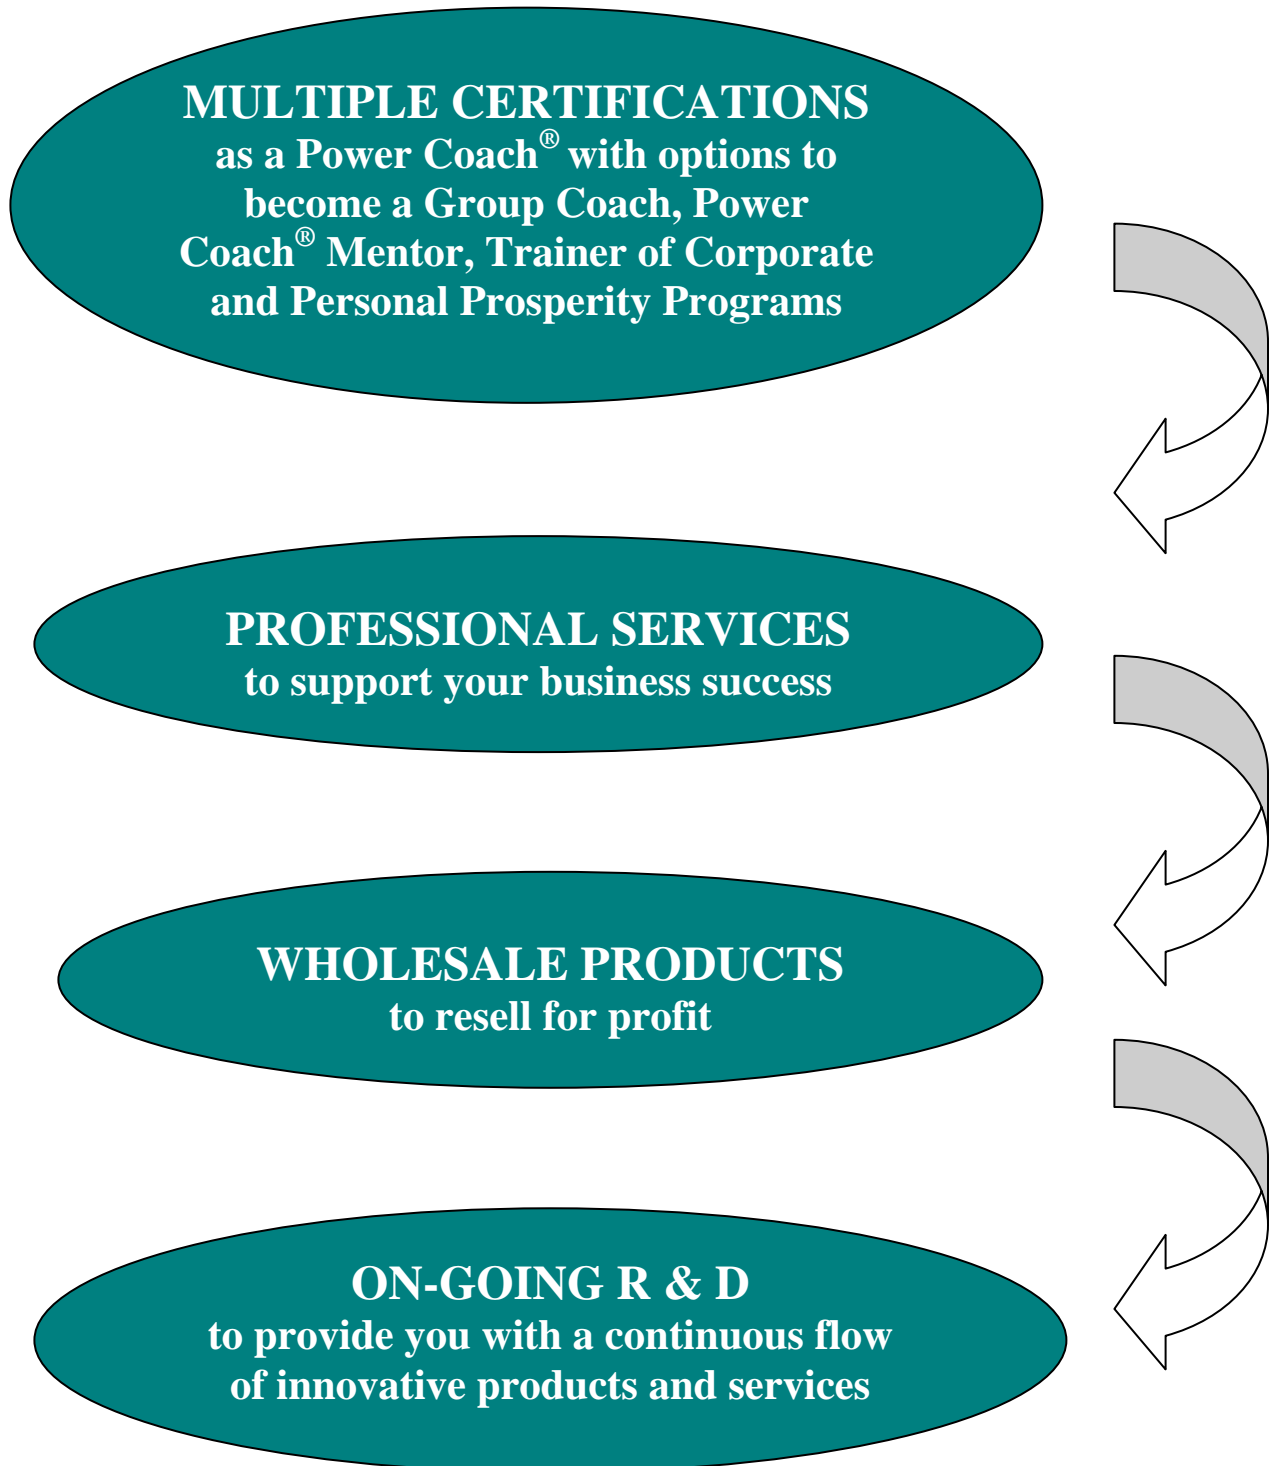 MULTIPLE CERTIFICATIONS
as a Power Coach® with options to
become a Group Coach, Power
Coach® Mentor, Trainer of Corporate
and Personal Prosperity Programs
PROFESSIONAL SERVICES
to support your business success
WHOLESALE PRODUCTS
to resell for profit
ON-GOING R & D
to provide you with a continuous flow
of innovative products and services